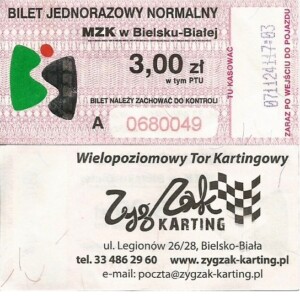 BILET JEDNORAZOWY NORMALNY
MZK w Bielsku-Białej
3,00 zł
w tym PTU
BILET NALEŻY ZACHOWAĆ DO KONTROLI
A 0680049
TU KASOWAĆ
ZARAZ PO WEJŚCIU DO POJAZDU
Wielopoziomowy Tor Kartingowy
ZygZak
KARTING
ul. Legionów 26/28, Bielsko-Biała
tel. 33 486 29 60 www.zygzak-karting.pl
e-mail: poczta@zygzak-karting.pl